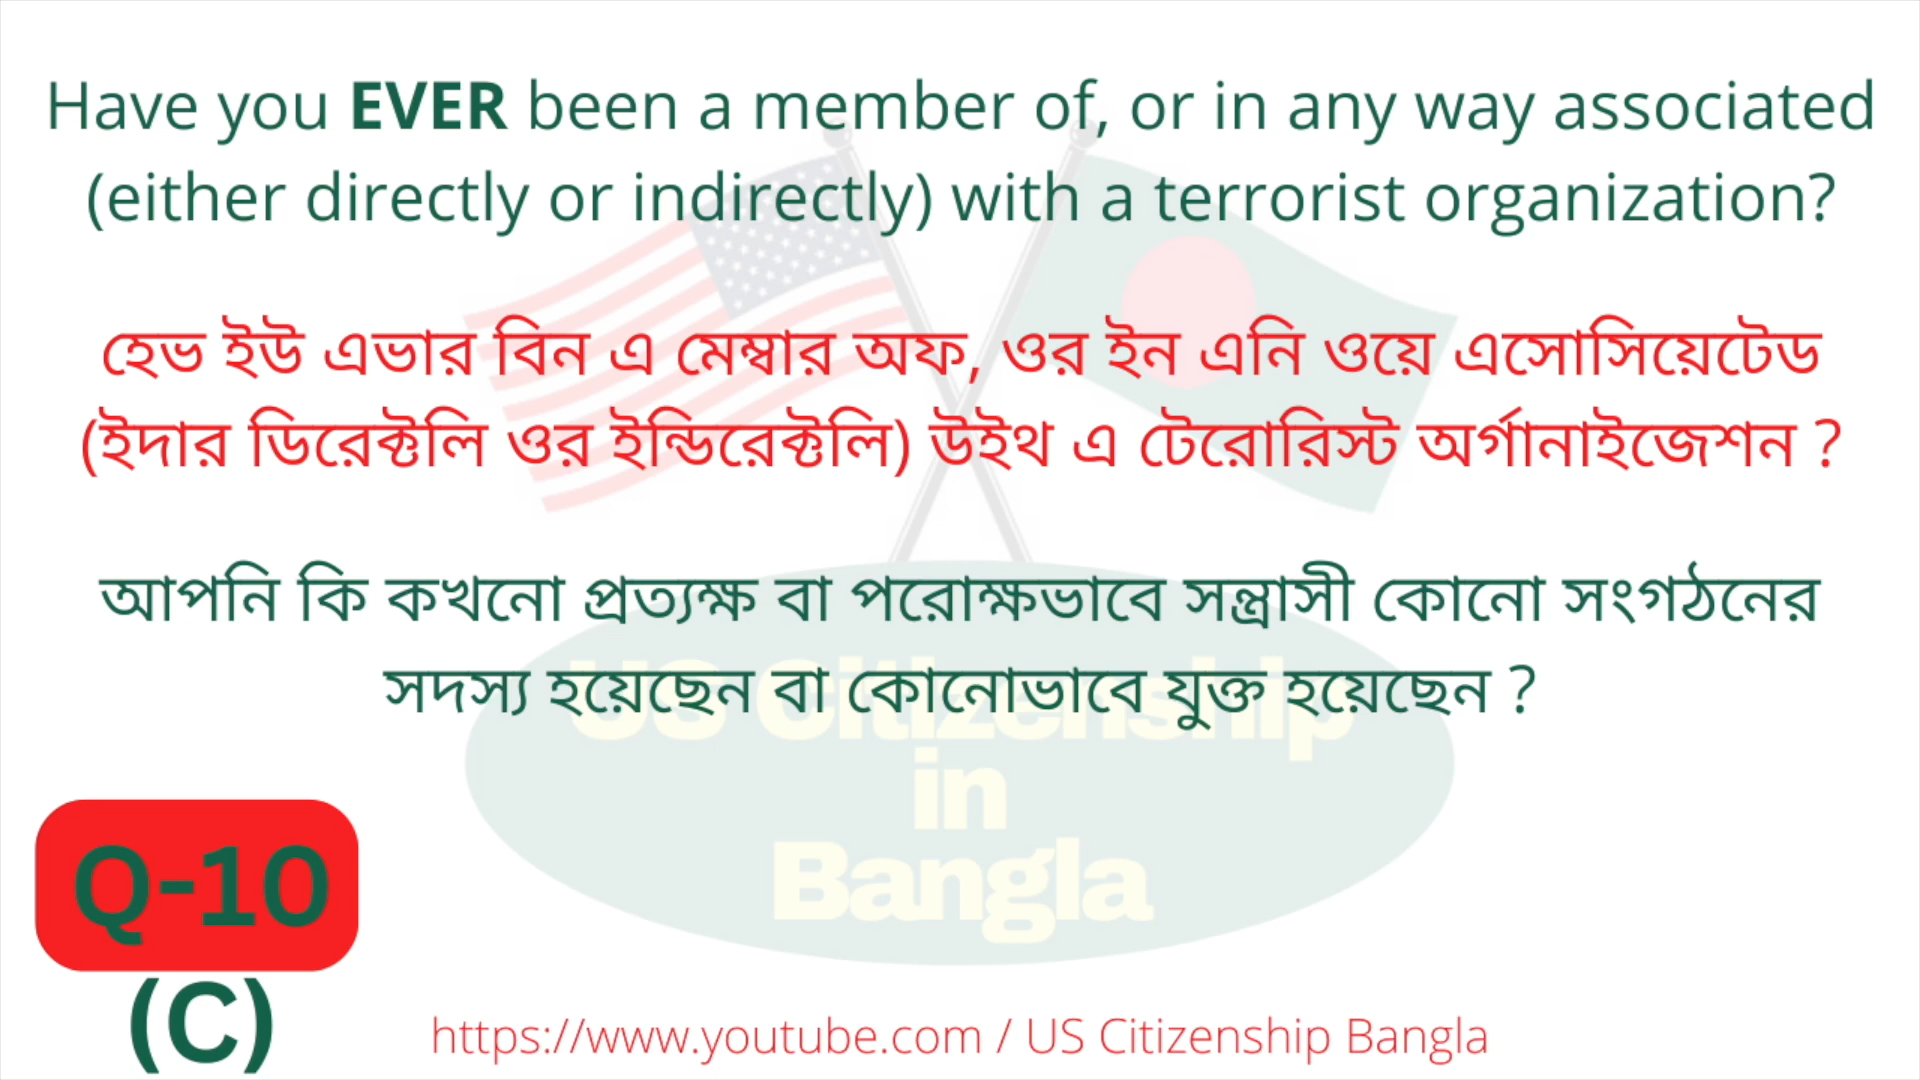 Have you EVER been a member of, or in any way associated
(either directly or indirectly) with a terrorist organization?
হেভ ইউ এভার বিন এ মেম্বার অফ, ওর ইন এনি ওয়ে এসোসিয়েটেড
(ইদার ডিরেক্টলি ওর ইন্ডিরেক্টলি) উইথ এ টেরোরিস্ট অর্গানাইজেশন ?
আপনি কি কখনো প্রত্যক্ষ বা পরোক্ষভাবে সন্ত্রাসী কোনো সংগঠনের
সদস্য হয়েছেন বা কোনোভাবে যুক্ত হয়েছেন ?
US Citizenship
in
Bangla
Q-10
(C)
https://www.youtube.com / US Citizenship Bangla